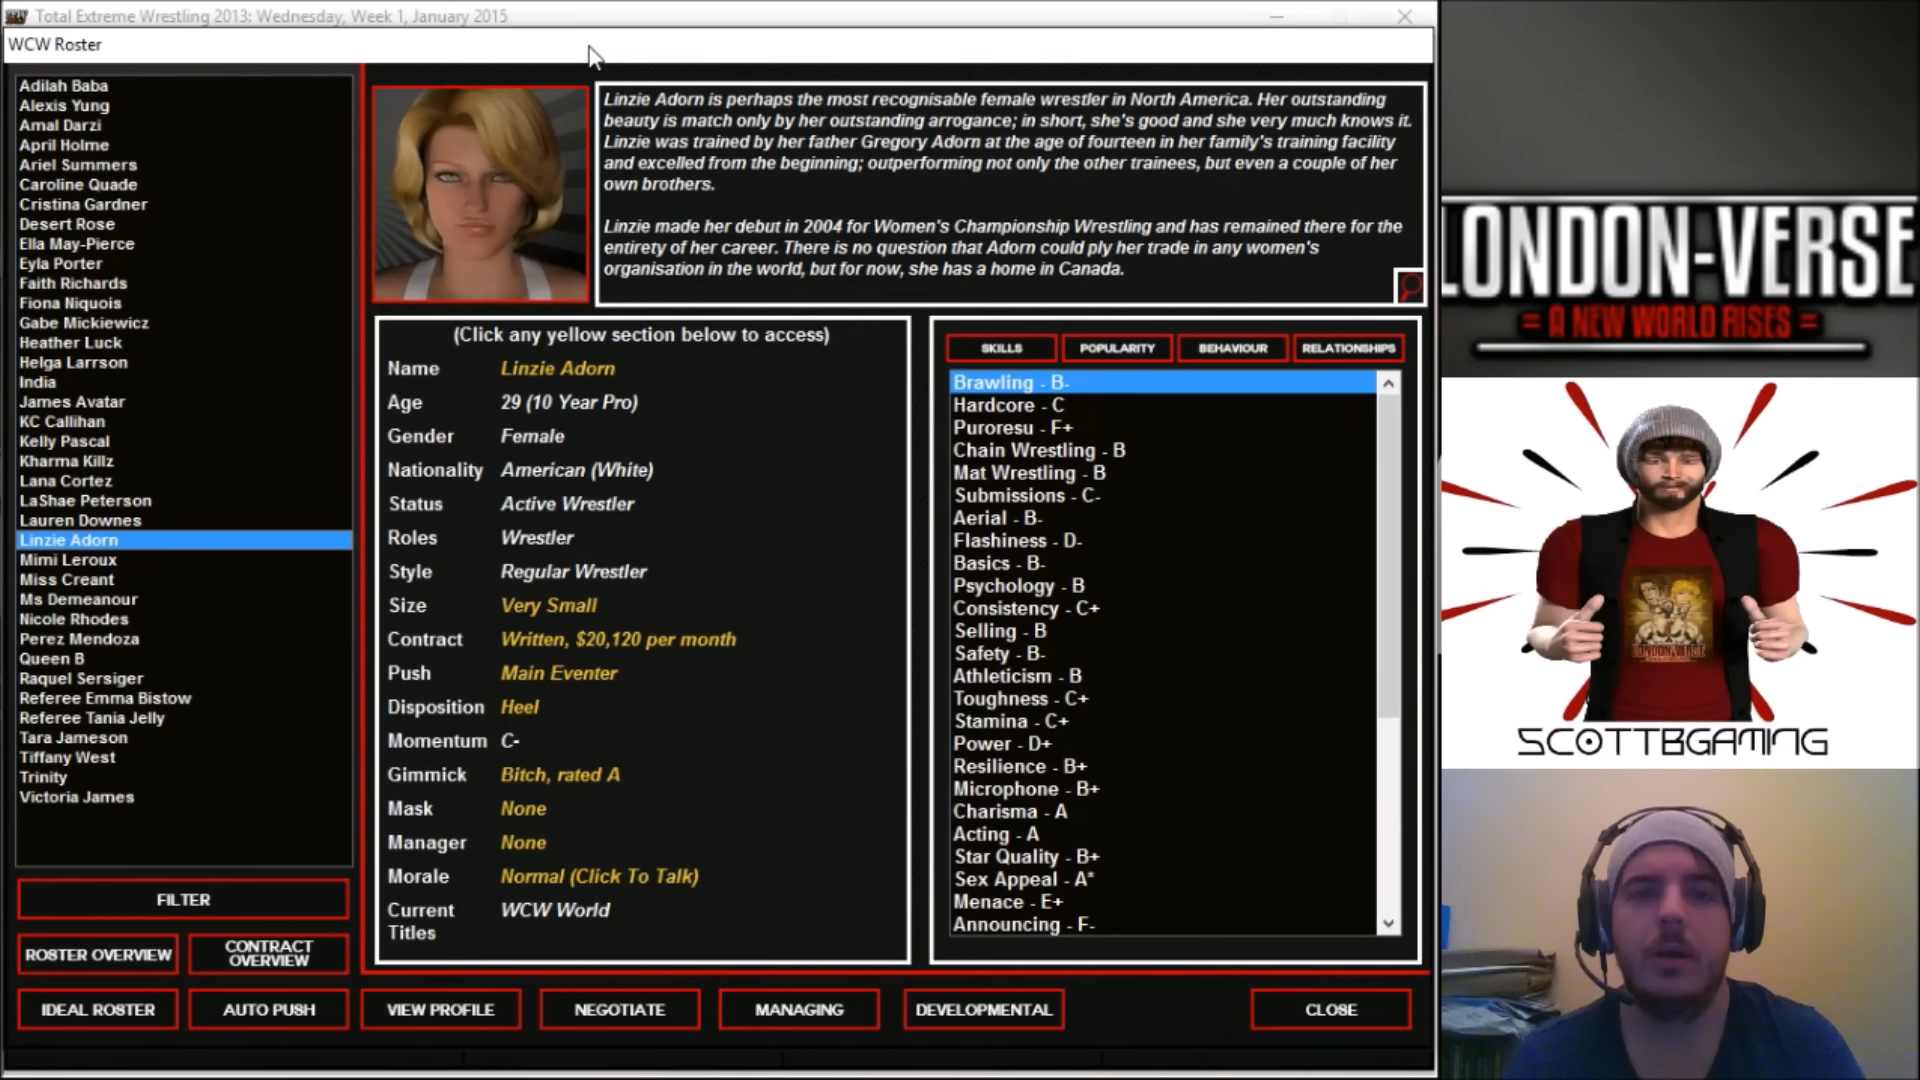 Total Extreme Wrestling 2013: Wednesday, Week 1, January 2015
WCW Roster
Adilah Baba
Alexis Yung
Amal Darzi
April Holme
Ariel Summers
Caroline Quade
Cristina Gardner
Desert Rose
Ella May-Pierce
Eyla Porter
Faith Richards
Fiona Niquois
Gabe Mickiewicz
Heather Luck
Helga Larrson
India
James Avatar
KC Callihan
Kelly Pascal
Kharma Killz
Lana Cortez
LaShae Peterson
Lauren Downes
Linzie Adorn
Mimi Leroux
Miss Creant
Ms Demeanour
Nicole Rhodes
Perez Mendoza
Queen B
Raquel Sersiger
Referee Emma Bistow
Referee Tania Jelly
Tara Jameson
Tiffany West
Trinity
Victoria James
FILTER
ROSTER OVERVIEW
CONTRACT
OVERVIEW
Linzie Adorn is perhaps the most recognisable female wrestler in North America. Her outstanding
beauty is match only by her outstanding arrogance; in short, she's good and she very much knows it.
Linzie was trained by her father Gregory Adorn at the age of fourteen in her family's training facility
and excelled from the beginning; outperforming not only the other trainees, but even a couple of her
own brothers.
Linzie made her debut in 2004 for Women's Championship Wrestling and has remained there for the
entirety of her career. There is no question that Adorn could ply her trade in any women's
organisation in the world, but for now, she has a home in Canada.
(Click any yellow section below to access)
Name Linzie Adorn
Age 29 (10 Year Pro)
Gender Female
Nationality American (White)
Status Active Wrestler
Roles Wrestler
Style Regular Wrestler
Size Very Small
Contract Written, $20,120 per month
Push Main Eventer
Disposition Heel
Momentum C-
Gimmick Bitch, rated A
Mask None
Manager None
Morale Normal (Click To Talk)
Current WCW World
Titles
SKILLS POPULARITY BEHAVIOUR RELATIONSHIPS
Brawling - B-
Hardcore - C
Puroresu - F+
Chain Wrestling - B
Mat Wrestling - B
Submissions - C-
Aerial - B-
Flashiness - D-
Basics - B-
Psychology - B
Consistency - C+
Selling - B
Safety - B-
Athleticism - B
Toughness - C+
Stamina - C+
Power - D+
Resilience - B+
Microphone - B+
Charisma - A
Acting - A
Star Quality - B+
Sex Appeal - A*
Menace - E+
Announcing - F-
IDEAL ROSTER AUTO PUSH VIEW PROFILE NEGOTIATE MANAGING DEVELOPMENTAL CLOSE
LONDON-VERSE
= A NEW WORLD RISES =
LONDON-VERSE
SCOTTBGAMING